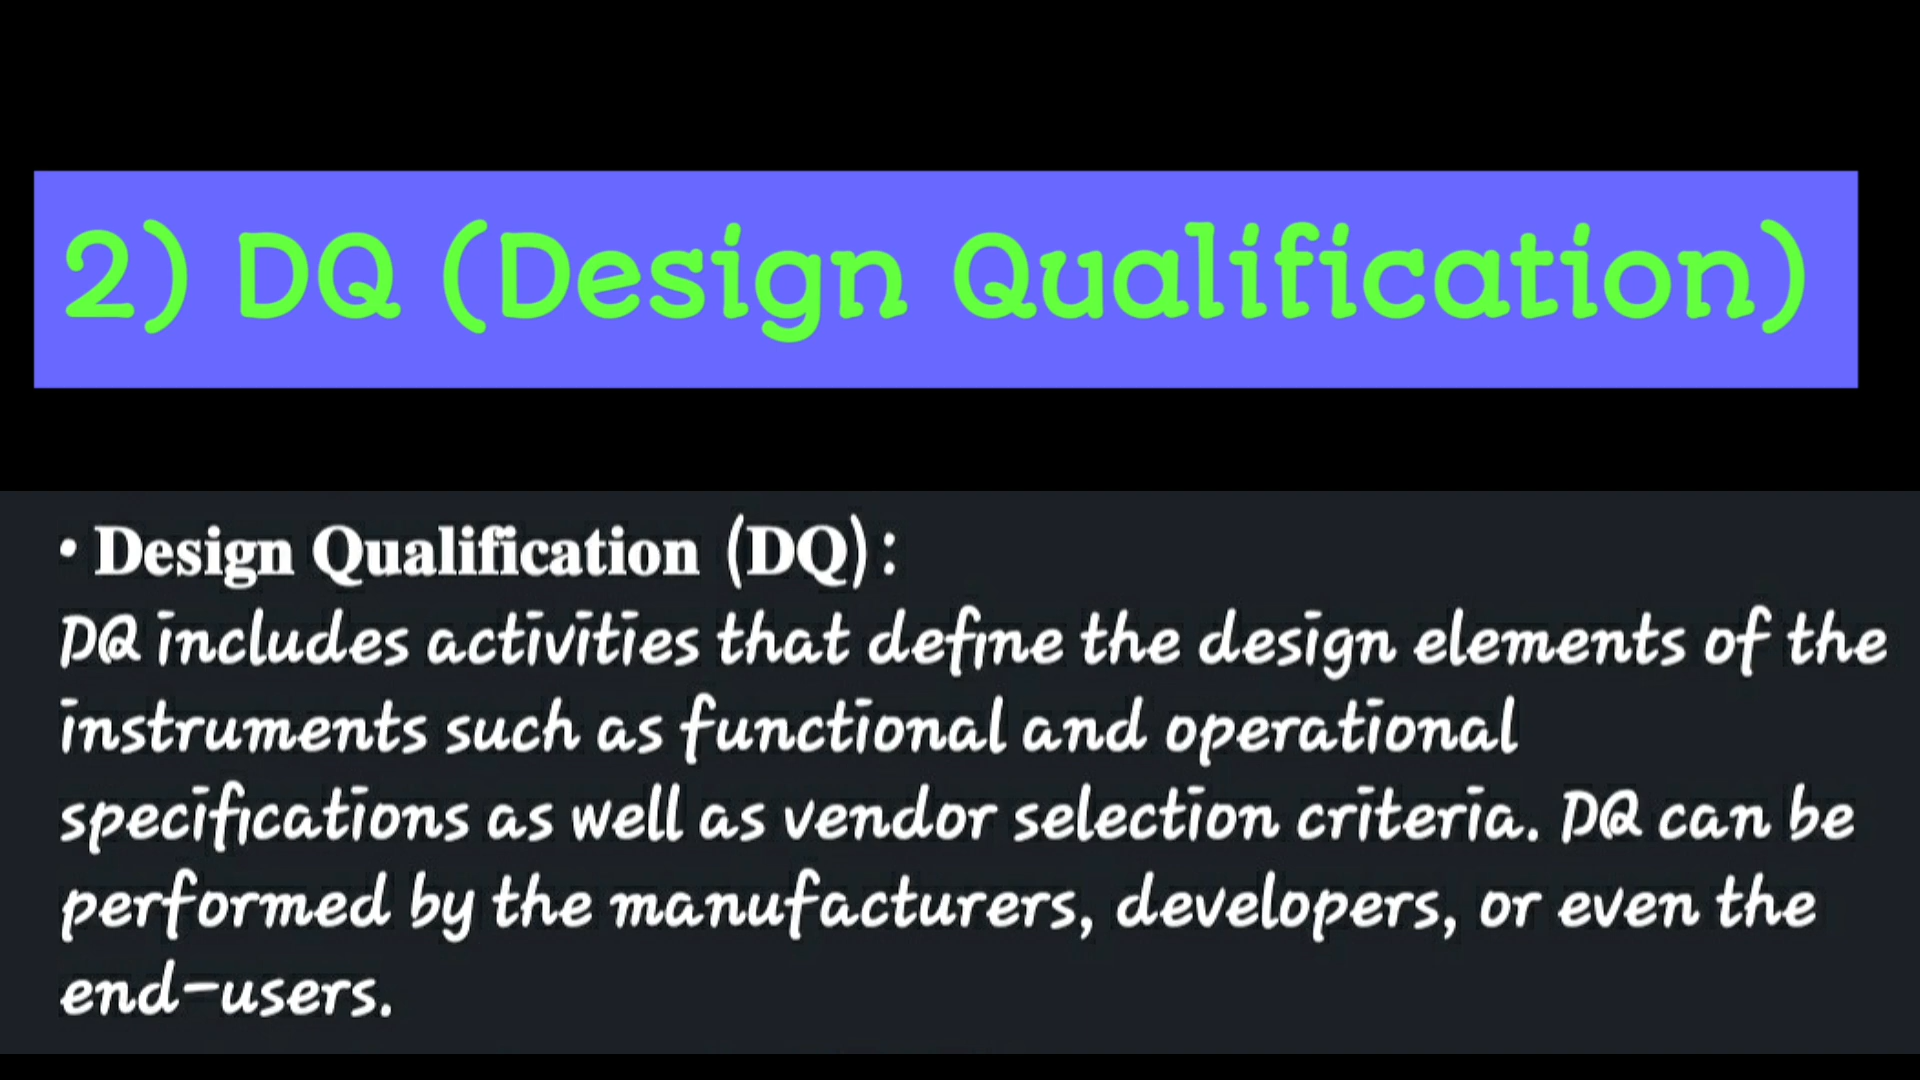 2) DQ (Design Qualification)
• Design Qualification (DQ):
DQ includes activities that define the design elements of the
instruments such as functional and operational
specifications as well as vendor selection criteria. DQ can be
performed by the manufacturers, developers, or even the
end-users.